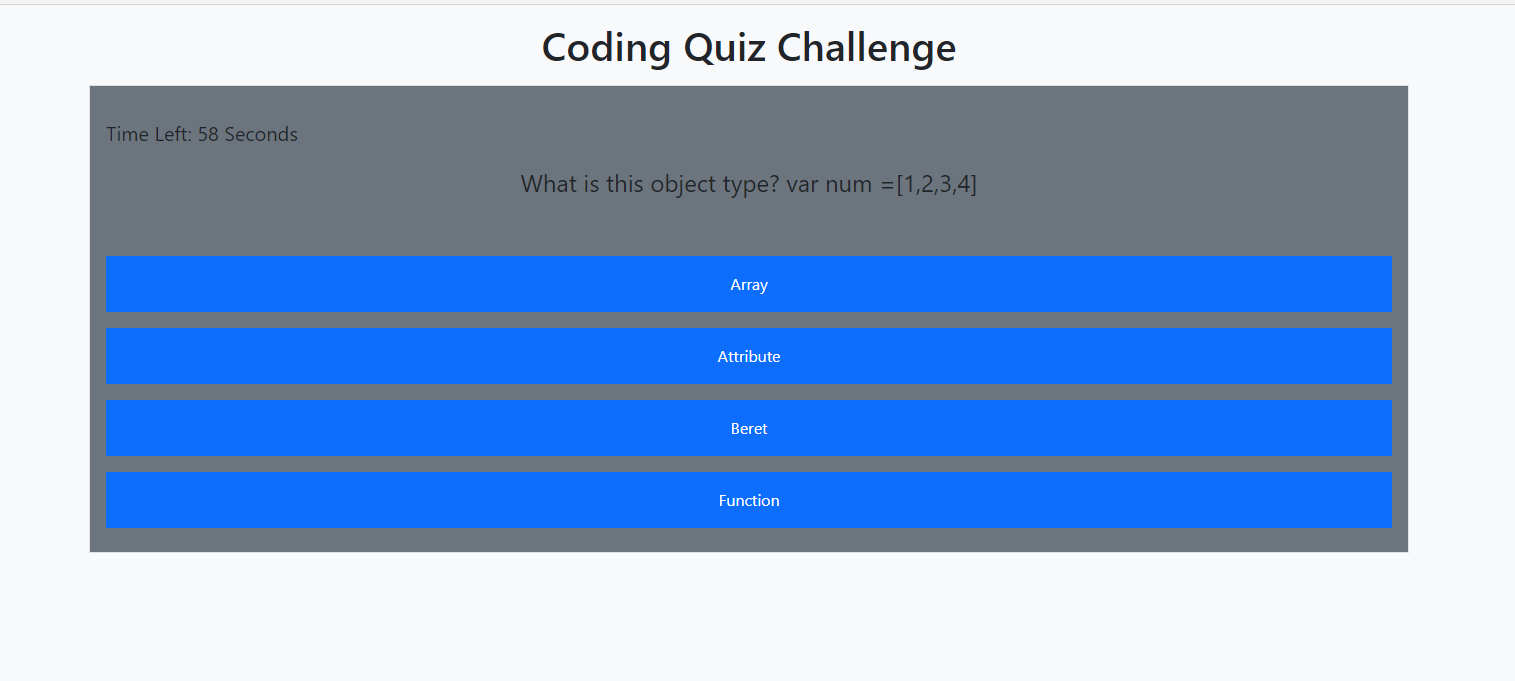 Coding Quiz Challenge
Time Left: 58 Seconds
What is this object type? var num =[1,2,3,4]
Array
Attribute
Beret
Function